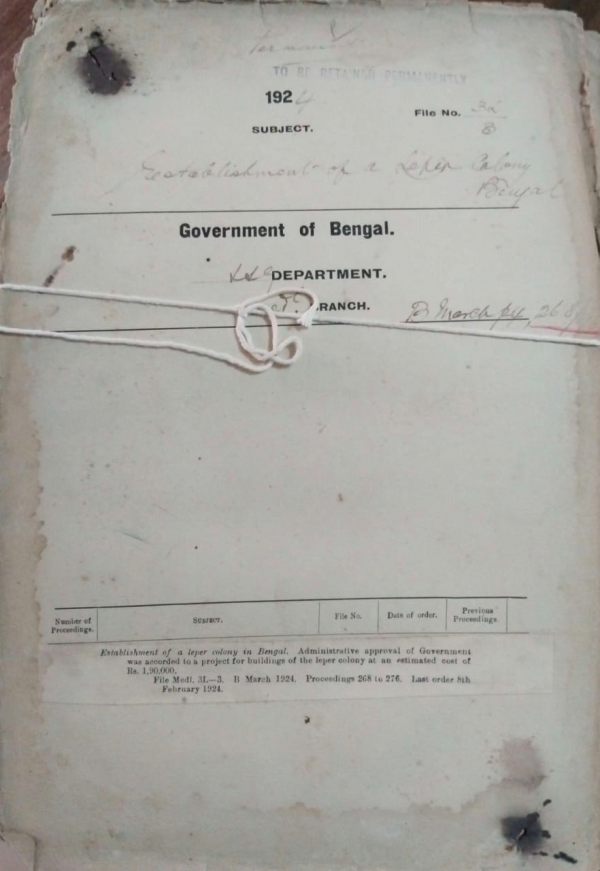 TO BE RETAINED PERMANENTLY
1924
File No.
8
SUBJECT.
Establishment of a Leper Colony
Bengal
Government of Bengal.
DEPARTMENT.
RANCH.
B March 268
Number of Proceedings.
SUBJECT.
File No.
Date of order.
Previous Proceedings.
Establishment of a leper colony in Bengal. Administrative approval of Government
was accorded to a project for buildings of the leper colony at an estimated cost of
Rs. 1,90,000.
File Medl. 3L—3. B March 1924. Proceedings 268 to 276. Last order 8th
February 1924.